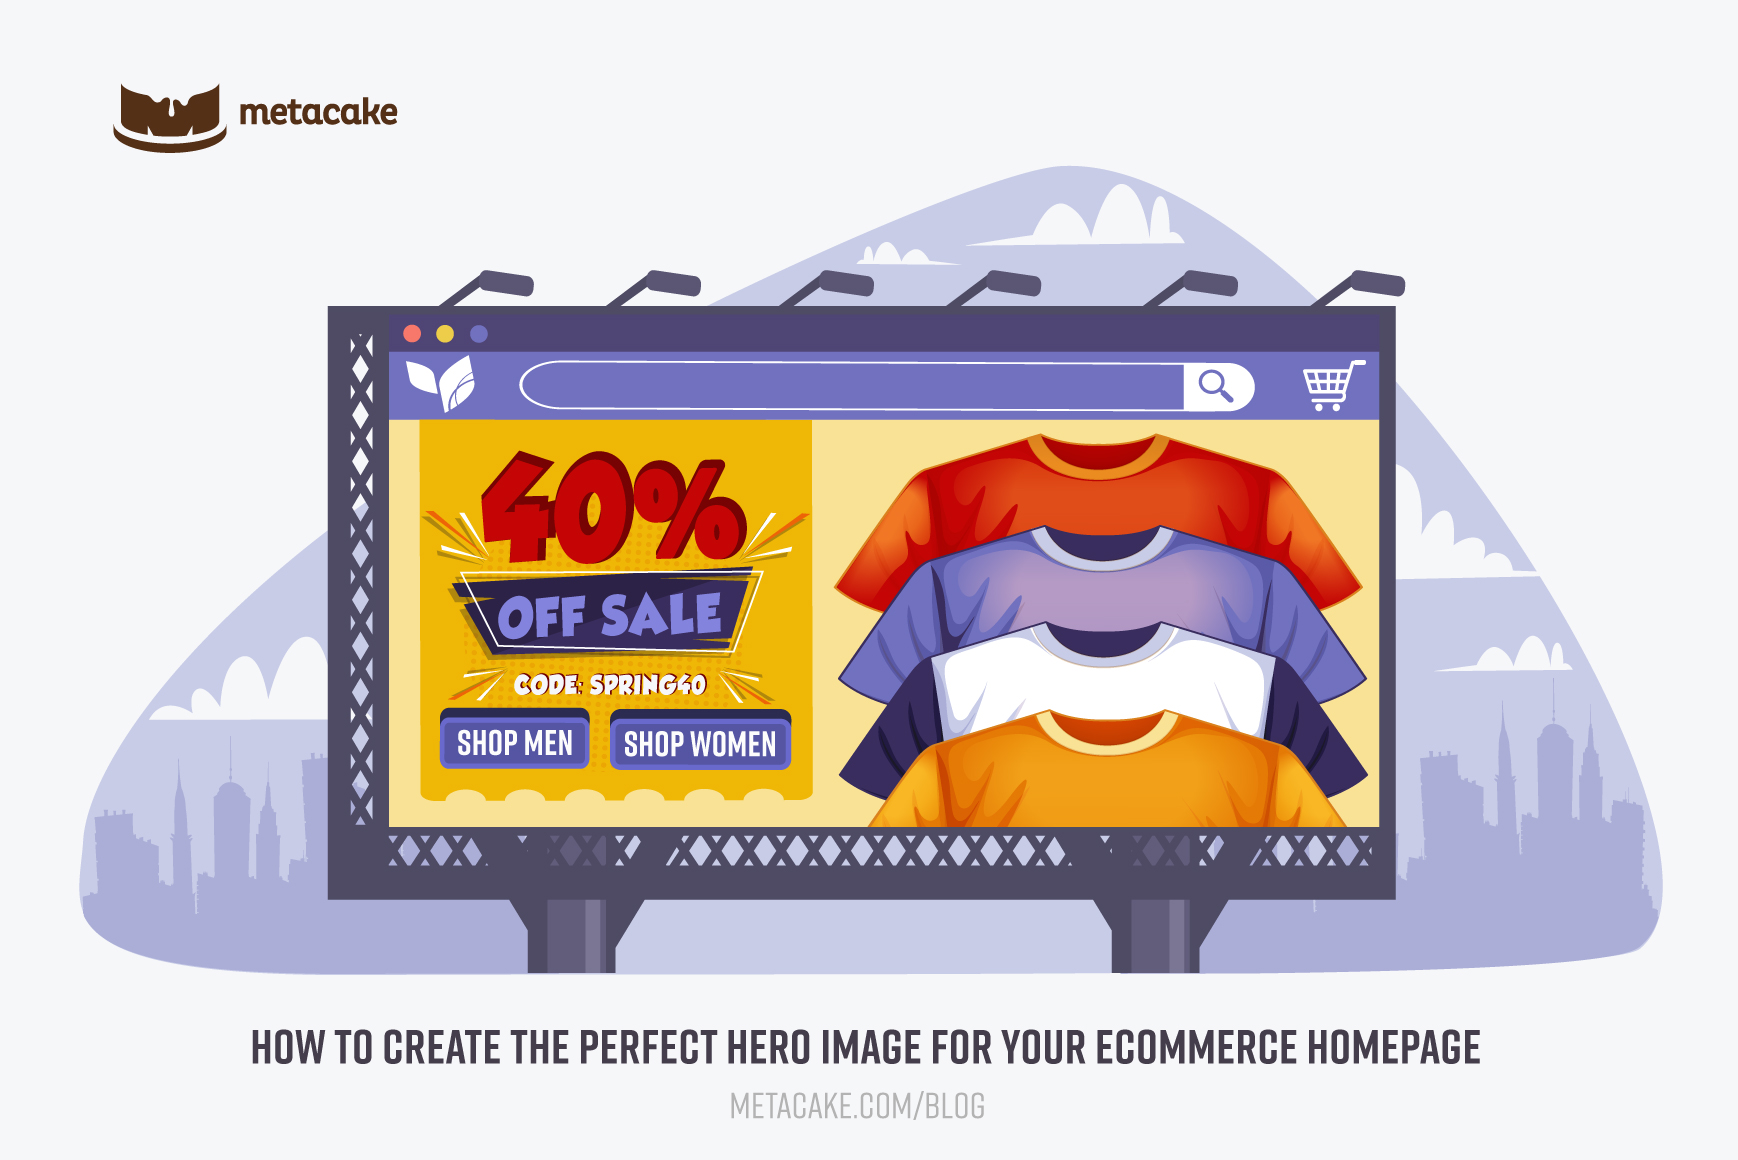 metacake
40%
OFF SALE
CODE: SPRING40
SHOP MEN
SHOP WOMEN
HOW TO CREATE THE PERFECT HERO IMAGE FOR YOUR ECOMMERCE HOMEPAGE
METACAKE.COM/BLOG